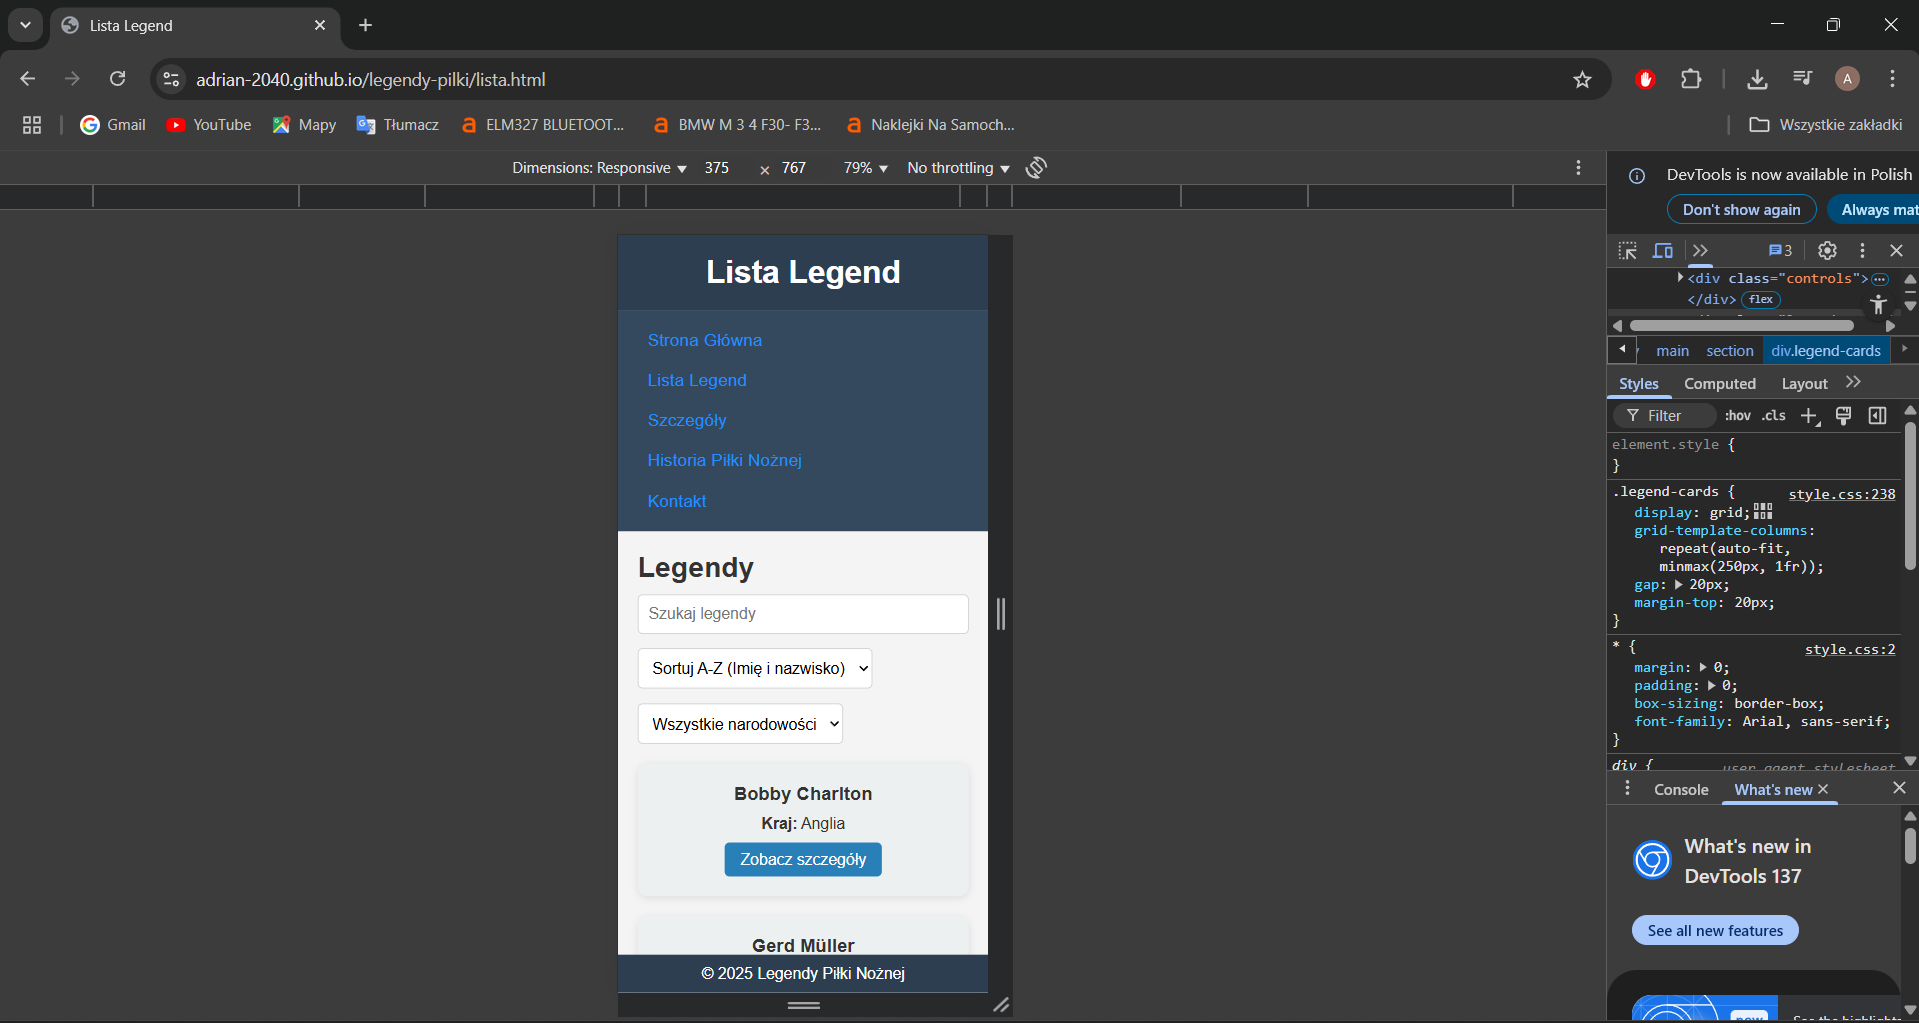 Lista Legend
adrian-2040.github.io/legendy-pilki/lista.html
A
Gmail
YouTube
Mapy
Tłumacz
ELM327 BLUETOOT...
BMW M 3 4 F30- F3...
Naklejki Na Samoch...
Wszystkie zakładki
Dimensions: Responsive
375
×
767
79%
No throttling
Lista Legend
Strona Główna
Lista Legend
Szczegóły
Historia Piłki Nożnej
Kontakt
Legendy
Szukaj legendy
Sortuj A-Z (Imię i nazwisko)
Wszystkie narodowości
Bobby Charlton
Kraj: Anglia
Zobacz szczegóły
Gerd Müller
© 2025 Legendy Piłki Nożnej
DevTools is now available in Polish
Don't show again
Always mat
3
<div class="controls">
</div> flex
main section div.legend-cards
Styles Computed Layout
Filter :hov .cls
element.style {
}
.legend-cards { style.css:238
display: grid;
grid-template-columns:
repeat(auto-fit,
minmax(250px, 1fr));
gap: 20px;
margin-top: 20px;
}
* { style.css:2
margin: 0;
padding: 0;
box-sizing: border-box;
font-family: Arial, sans-serif;
}
div { user agent stylesheet
Console What's new
What's new in
DevTools 137
See all new features
new